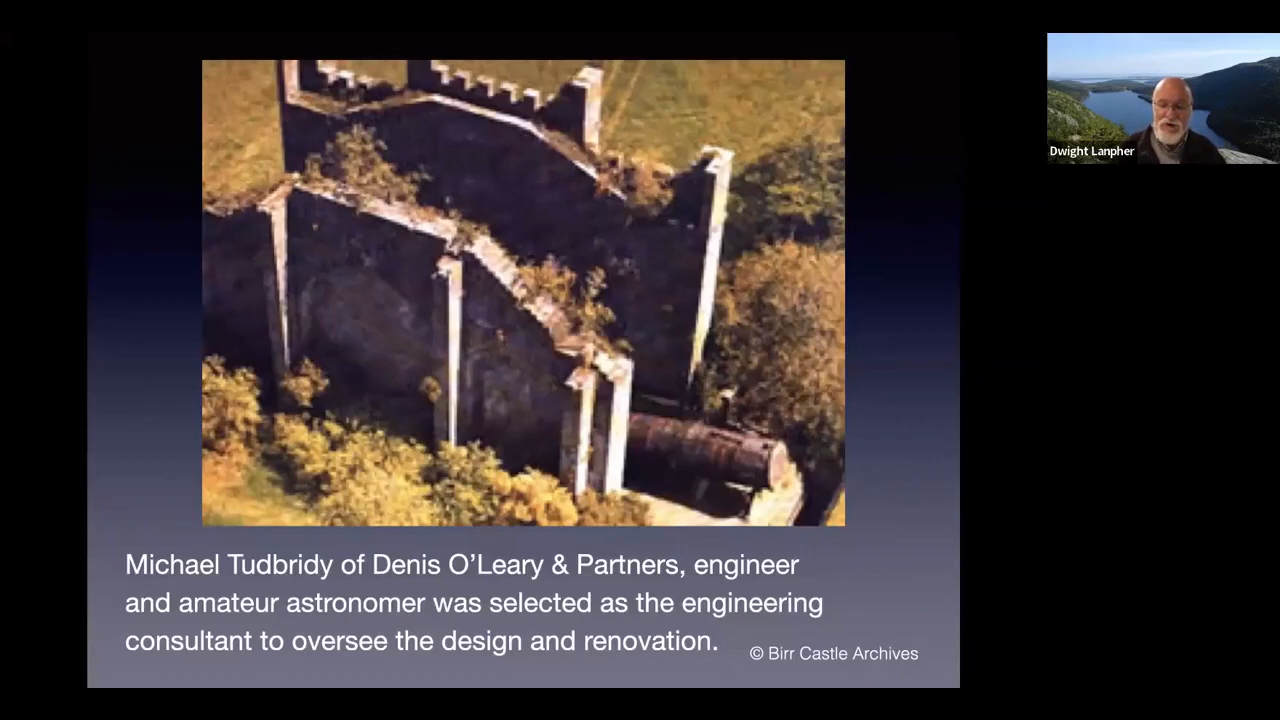 Dwight Lanpher
Michael Tudbridy of Denis O’Leary & Partners, engineer
and amateur astronomer was selected as the engineering
consultant to oversee the design and renovation.
© Birr Castle Archives